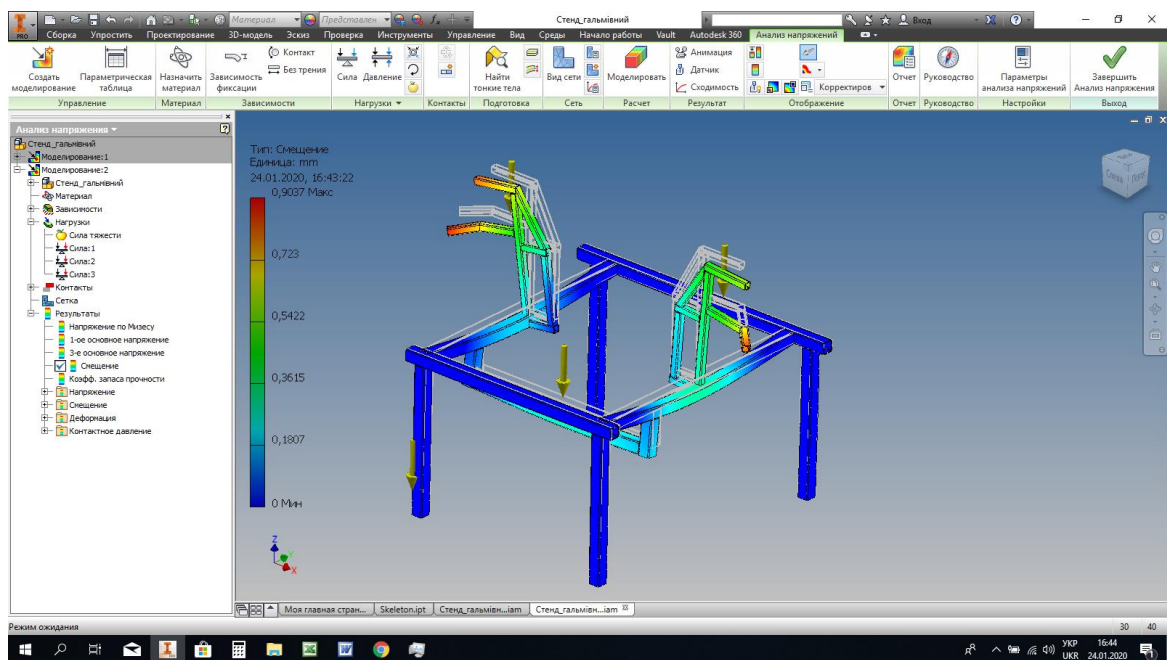 PRO
Материал
Представлен
Стенд_гальмівний
Вход
Сборка Упростить Проектирование 3D-модель Эскиз Проверка Инструменты Управление Вид Среды Начало работы Vault Autodesk 360 Анализ напряжений
Создать моделирование
Параметрическая таблица
Назначить материал
Зависимость фиксации
Контакт
Без трения
Сила Давление
Найти тонкие тела
Вид сети
Моделировать
Анимация
Датчик
Сходимость
Корректиров
Отчет
Руководство
Параметры анализа напряжений
Завершить Анализ напряжения
Управление Материал Зависимости Нагрузки Контакты Подготовка Сеть Расчет Результат Отображение Отчет Руководство Настройки Выход
Анализ напряжения
Стенд_гальмівний
Моделирование:1
Моделирование:2
Стенд_гальмівний
Материал
Зависимости
Нагрузки
Сила тяжести
Сила:1
Сила:2
Сила:3
Контакты
Сетка
Результаты
Напряжение по Мизесу
1-ое основное напряжение
3-е основное напряжение
Смещение
Коэфф. запаса прочности
Напряжение
Смещение
Деформация
Контактное давление
Тип: Смещение
Единица: mm
24.01.2020, 16:43:22
0,9037 Макс
0,723
0,5422
0,3615
0,1807
0 Мин
Z
X
Моя главная стран... Skeleton.ipt Стенд_гальмівн...iam Стенд_гальмівн...iam
Режим ожидания
30 40
УКР 16:44
UKR 24.01.2020